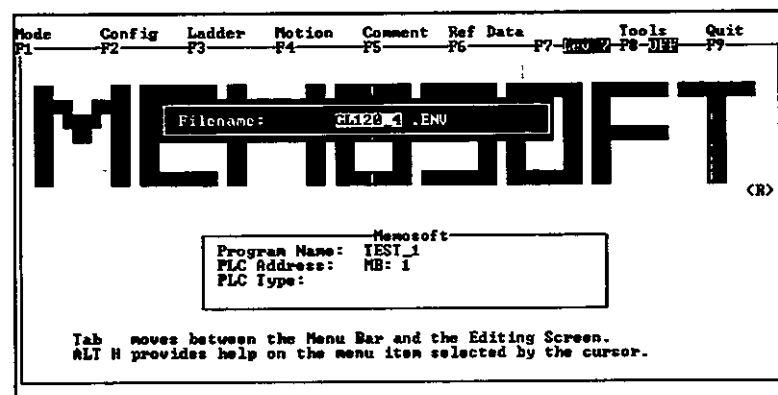 Mode Config Ladder Motion Comment Ref Data Tools Quit
F1 F2 F3 F4 F5 F6 F7 F8-OFF F9
MEMOSOFT
Filename: GL120_4 .ENV
<R>
Memosoft
Program Name: TEST_1
PLC Address: MB: 1
PLC Type:
Tab moves between the Menu Bar and the Editing Screen.
ALT H provides help on the menu item selected by the cursor.